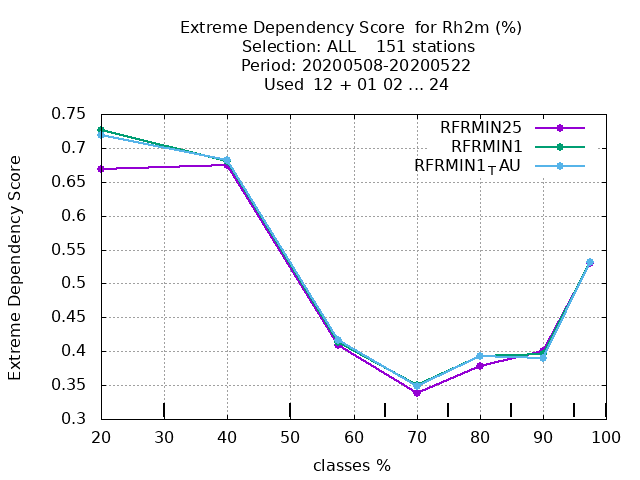 Extreme Dependency Score  for Rh2m (%)
Selection: ALL    151 stations
Period: 20200508-20200522
Used  12 + 01 02 ... 24
RFRMIN25
RFRMIN1
RFRMIN1TAU
Extreme Dependency Score
0.75
0.7
0.65
0.6
0.55
0.5
0.45
0.4
0.35
0.3
20 30 40 50 60 70 80 90 100
classes %